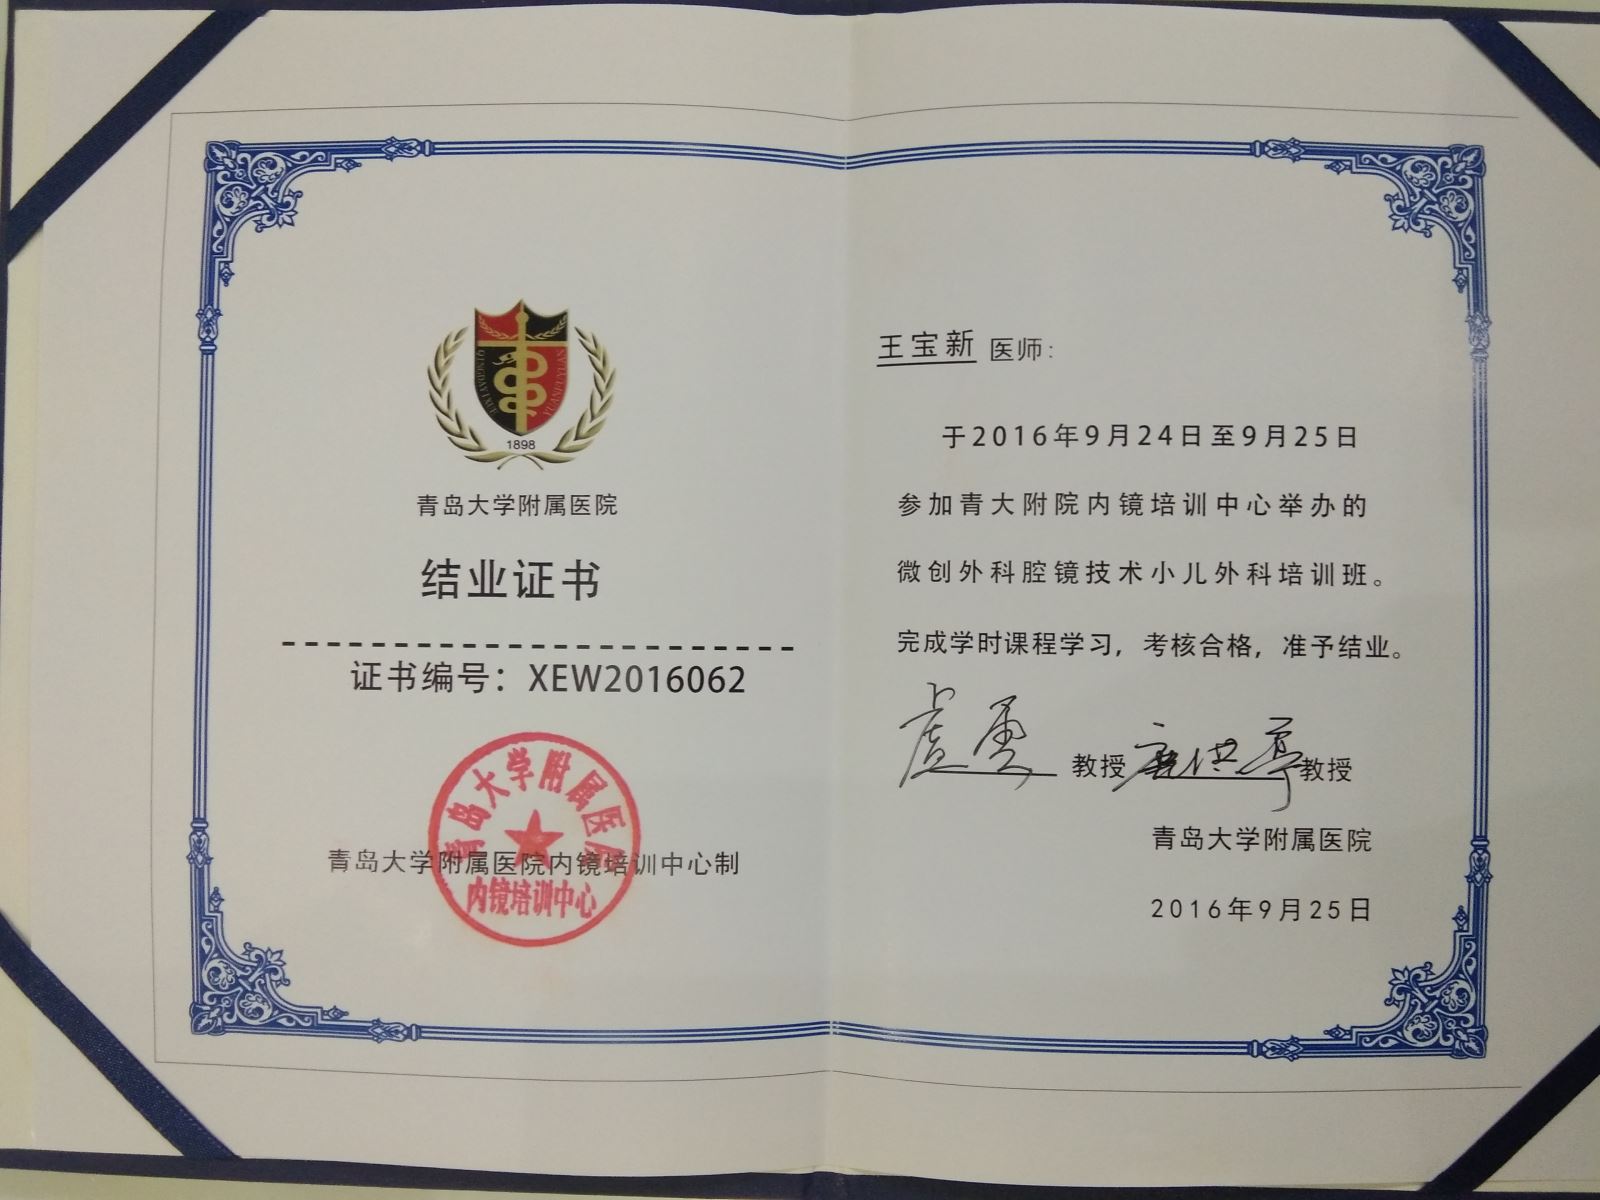 QINGDAYIXUE
YUANFUYUAN
1898
青岛大学附属医院
结业证书
证书编号：XEW2016062
青岛大学附属医院
青岛大学附属医院内镜培训中心制
内镜培训中心
王宝新 医师：
于2016年9月24日至9月25日
参加青大附院内镜培训中心举办的
微创外科腔镜技术小儿外科培训班。
完成学时课程学习，考核合格，准予结业。
教授 教授
青岛大学附属医院
2016年9月25日